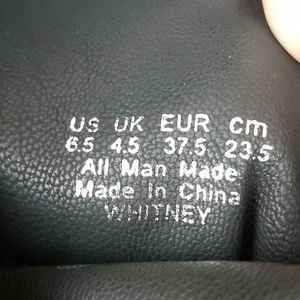 US UK EUR cm
6.5 4.5 37.5 23.5
All Man Made
Made In China
WHITNEY